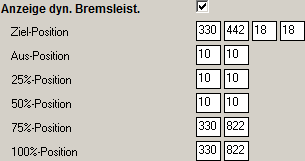 Anzeige dyn. Bremsleist.
Ziel-Position 330 442 18 18
Aus-Position 10 10
25%-Position 10 10
50%-Position 10 10
75%-Position 330 822
100%-Position 330 822